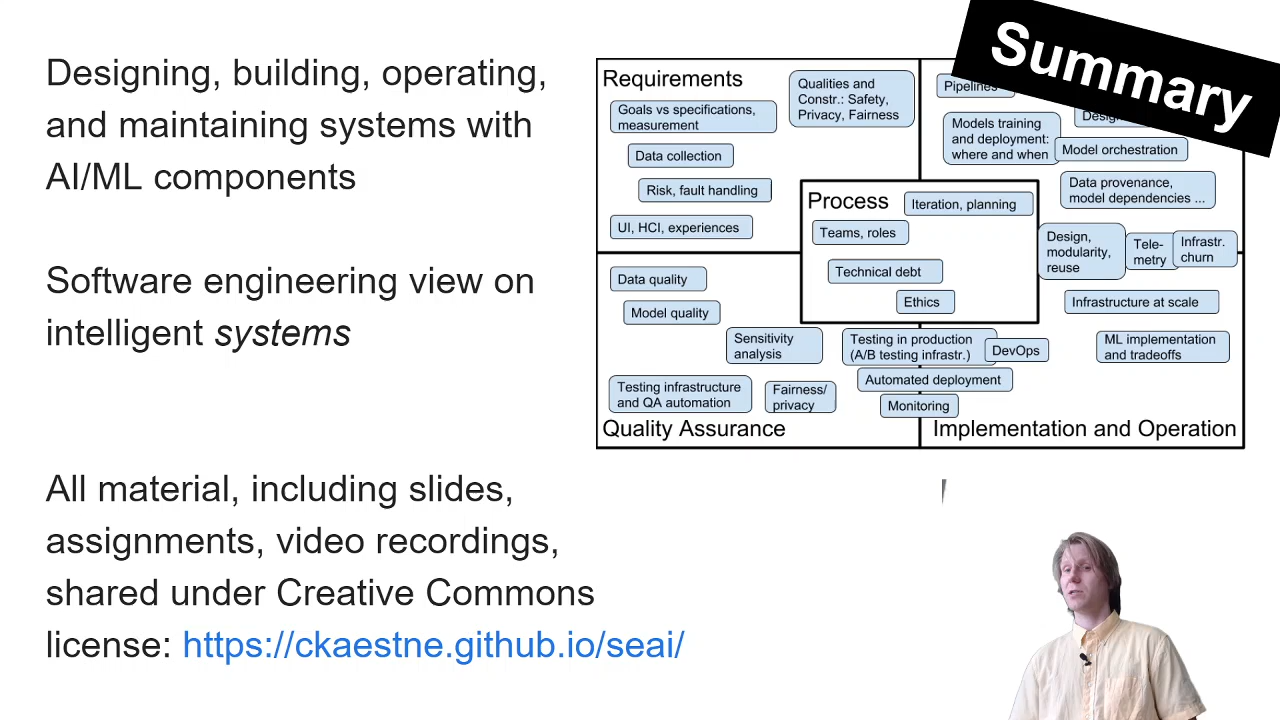 Summary
Designing, building, operating,
and maintaining systems with
AI/ML components
Software engineering view on
intelligent systems
All material, including slides,
assignments, video recordings,
shared under Creative Commons
license: https://ckaestne.github.io/seai/
Requirements
Goals vs specifications,
measurement
Data collection
Risk, fault handling
UI, HCI, experiences
Qualities and
Constr.: Safety,
Privacy, Fairness
Pipelines
Models training
and deployment:
where and when
Model orchestration
Data provenance,
model dependencies ...
Design,
modularity,
reuse
Tele-
metry
Infrastr.
churn
Infrastructure at scale
ML implementation
and tradeoffs
Process
Iteration, planning
Teams, roles
Technical debt
Ethics
Data quality
Model quality
Sensitivity
analysis
Testing infrastructure
and QA automation
Fairness/
privacy
Testing in production
(A/B testing infrastr.)
DevOps
Automated deployment
Monitoring
Quality Assurance
Implementation and Operation